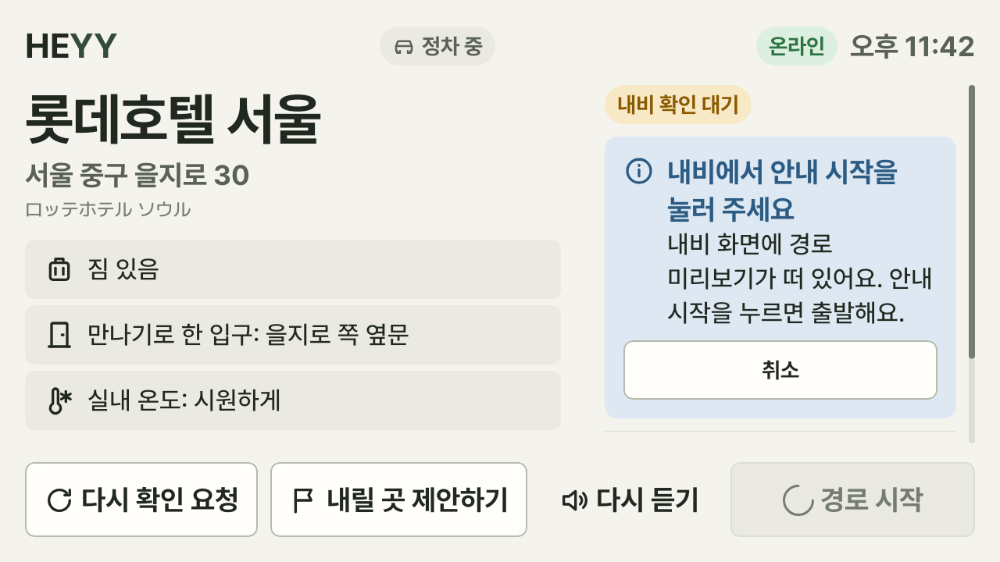 HEYY
정차 중
온라인
오후 11:42
롯데호텔 서울
서울 중구 을지로 30
ロッテホテル ソウル
짐 있음
만나기로 한 입구: 을지로 쪽 옆문
실내 온도: 시원하게
내비 확인 대기
내비에서 안내 시작을
눌러 주세요
내비 화면에 경로
미리보기가 떠 있어요. 안내
시작을 누르면 출발해요.
취소
다시 확인 요청
내릴 곳 제안하기
다시 듣기
경로 시작